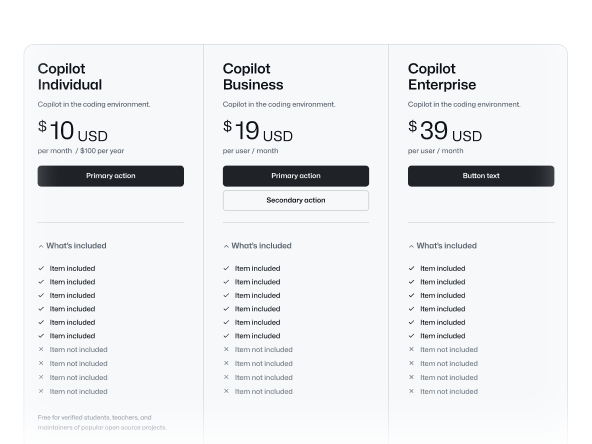 Copilot
Individual
Copilot in the coding environment.
$10 USD
per month / $100 per year
Primary action
What's included
Item included
Item included
Item included
Item included
Item included
Item included
Item not included
Item not included
Item not included
Item not included
Free for verified students, teachers, and
maintainers of popular open source projects.
Copilot
Business
Copilot in the coding environment.
$19 USD
per user / month
Primary action
Secondary action
What's included
Item included
Item included
Item included
Item included
Item included
Item included
Item not included
Item not included
Item not included
Item not included
Copilot
Enterprise
Copilot in the coding environment.
$39 USD
per user / month
Button text
What's included
Item included
Item included
Item included
Item included
Item included
Item included
Item not included
Item not included
Item not included
Item not included